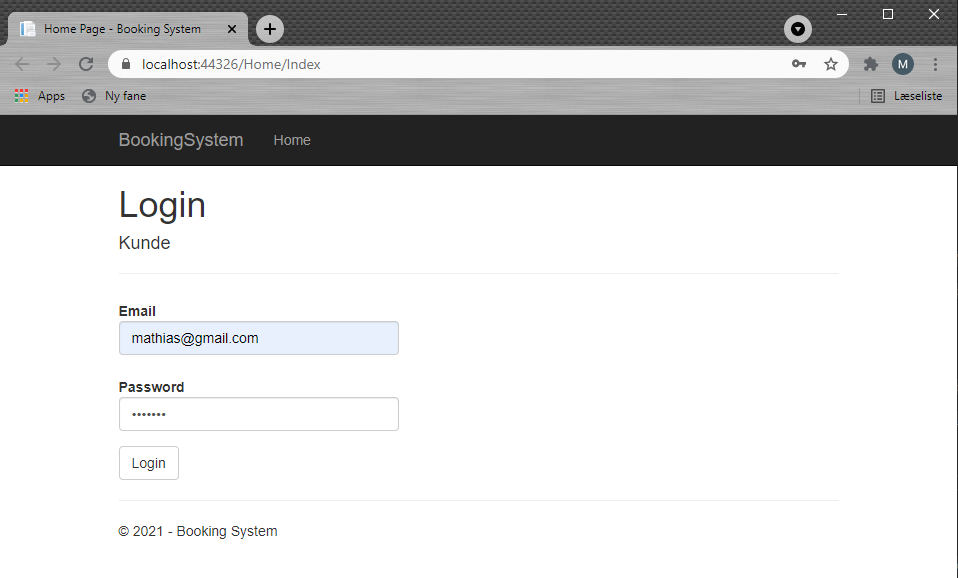 Home Page - Booking System
localhost:44326/Home/Index
M
Apps
Ny fane
Læseliste
BookingSystem
Home
Login
Kunde
Email
mathias@gmail.com
Password
•••••••
Login
© 2021 - Booking System